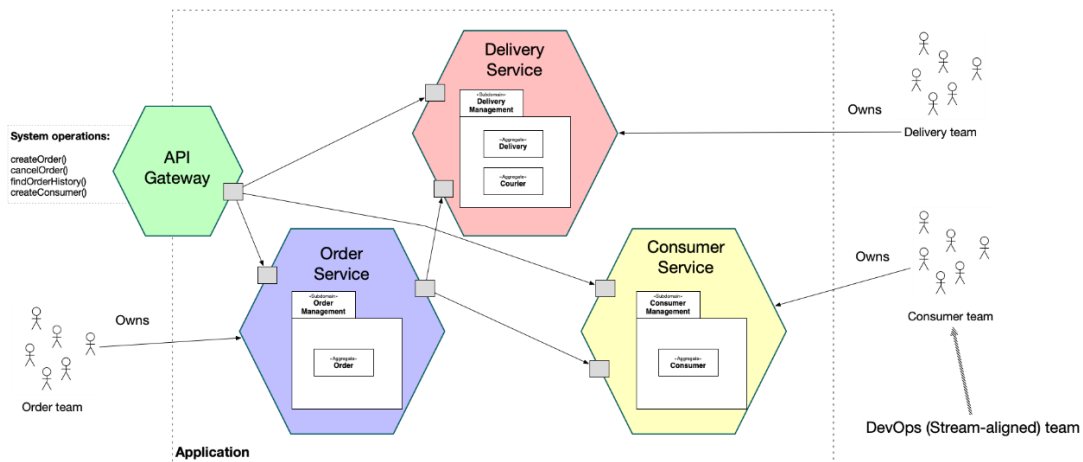 Delivery
Service
«Subdomain»
Delivery
Management
«Aggregate»
Delivery
«Aggregate»
Courier
Owns
Delivery team
System operations:
createOrder()
cancelOrder()
findOrderHistory()
createConsumer()
API
Gateway
Order
Service
«Subdomain»
Order
Management
«Aggregate»
Order
Consumer
Service
«Subdomain»
Consumer
Management
«Aggregate»
Consumer
Owns
Consumer team
Owns
Order team
DevOps (Stream-aligned) team
Application